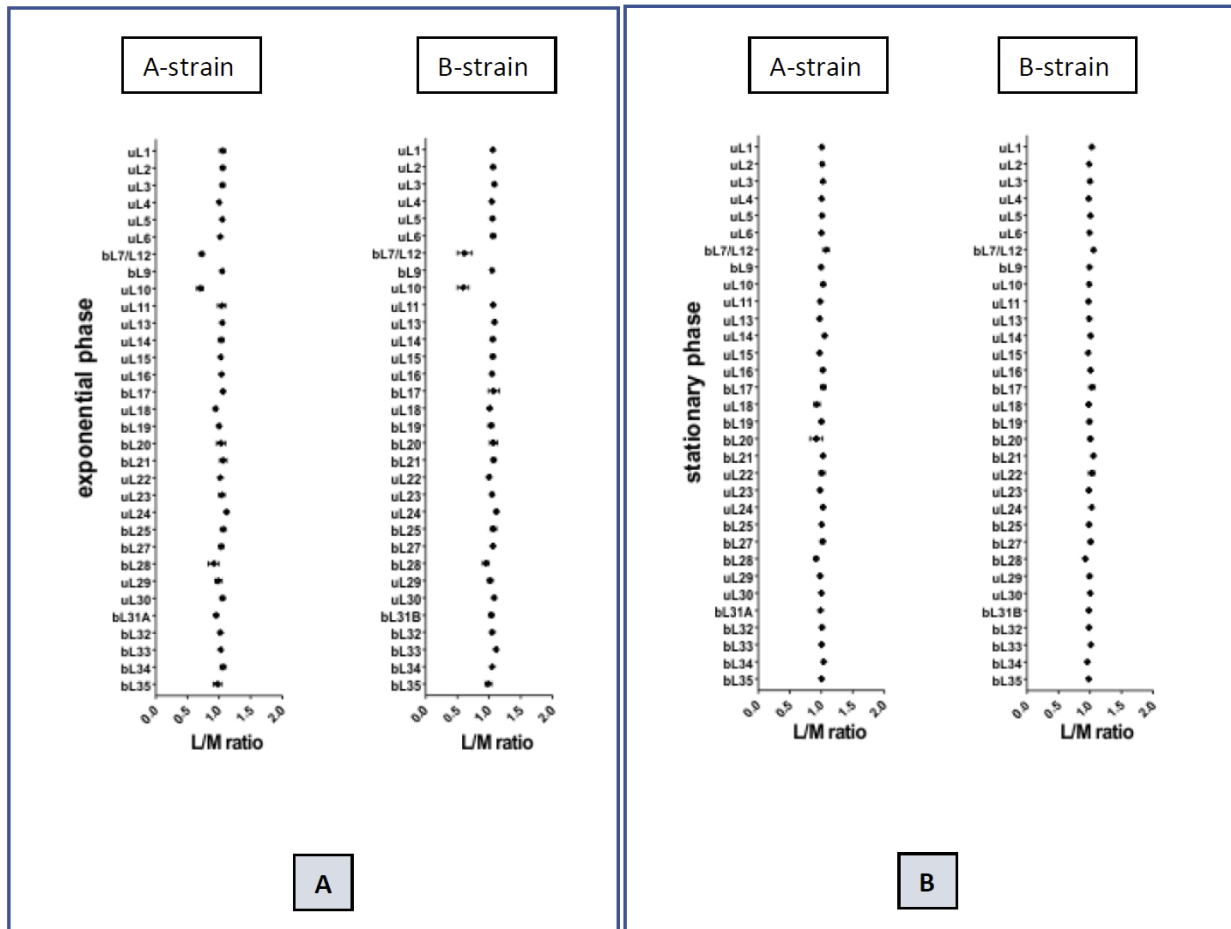 A-strain
B-strain
exponential phase
uL1
uL2
uL3
uL4
uL5
uL6
bL7/L12
bL9
uL10
uL11
uL13
uL14
uL15
uL16
bL17
uL18
bL19
bL20
bL21
uL22
uL23
uL24
bL25
bL27
bL28
uL29
uL30
bL31A
bL32
bL33
bL34
bL35
0.0 0.5 1.0 1.5 2.0
L/M ratio
uL1
uL2
uL3
uL4
uL5
uL6
bL7/L12
bL9
uL10
uL11
uL13
uL14
uL15
uL16
bL17
uL18
bL19
bL20
bL21
uL22
uL23
uL24
bL25
bL27
bL28
uL29
uL30
bL31B
bL32
bL33
bL34
bL35
0.0 0.5 1.0 1.5 2.0
L/M ratio
A
A-strain
B-strain
stationary phase
uL1
uL2
uL3
uL4
uL5
uL6
bL7/L12
bL9
uL10
uL11
uL13
uL14
uL15
uL16
bL17
uL18
bL19
bL20
bL21
uL22
uL23
uL24
bL25
bL27
bL28
uL29
uL30
bL31A
bL32
bL33
bL34
bL35
0.0 0.5 1.0 1.5 2.0
L/M ratio
uL1
uL2
uL3
uL4
uL5
uL6
bL7/L12
bL9
uL10
uL11
uL13
uL14
uL15
uL16
bL17
uL18
bL19
bL20
bL21
uL22
uL23
uL24
bL25
bL27
bL28
uL29
uL30
bL31B
bL32
bL33
bL34
bL35
0.0 0.5 1.0 1.5 2.0
L/M ratio
B